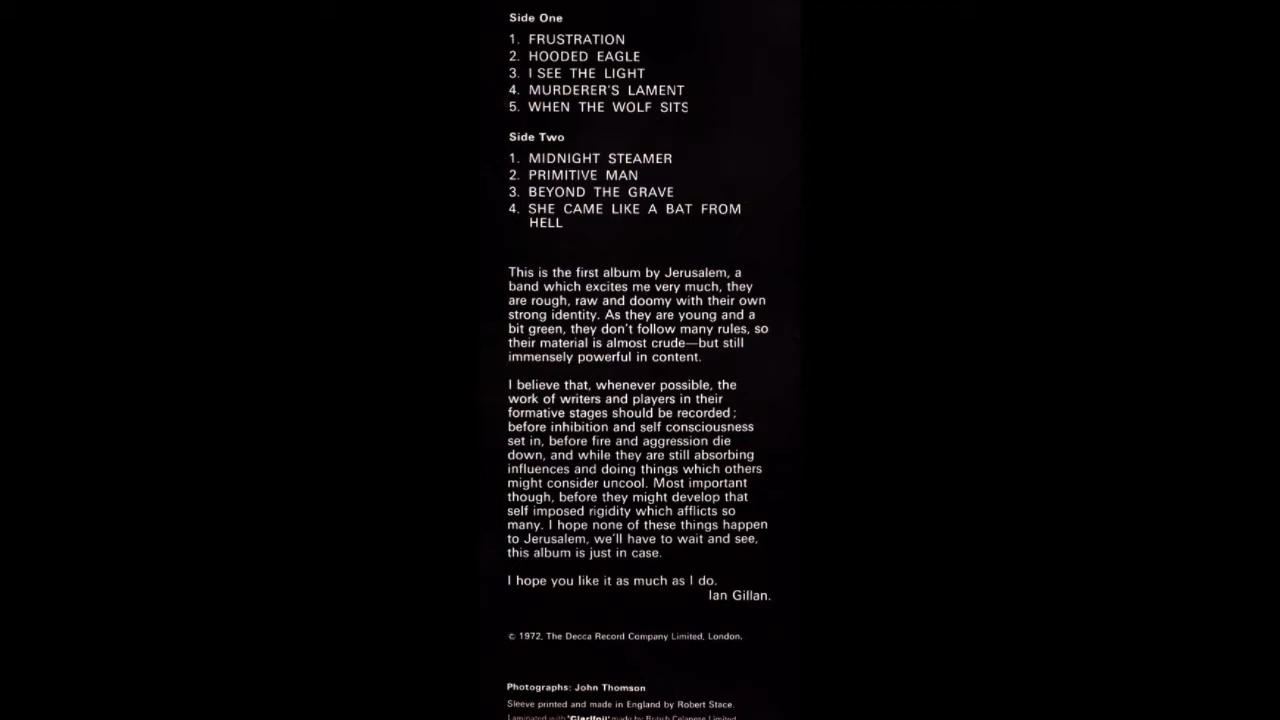 Side One
1. FRUSTRATION
2. HOODED EAGLE
3. I SEE THE LIGHT
4. MURDERER'S LAMENT
5. WHEN THE WOLF SITS
Side Two
1. MIDNIGHT STEAMER
2. PRIMITIVE MAN
3. BEYOND THE GRAVE
4. SHE CAME LIKE A BAT FROM
HELL
This is the first album by Jerusalem, a
band which excites me very much, they
are rough, raw and doomy with their own
strong identity. As they are young and a
bit green, they don't follow many rules, so
their material is almost crude—but still
immensely powerful in content.
I believe that, whenever possible, the
work of writers and players in their
formative stages should be recorded;
before inhibition and self consciousness
set in, before fire and aggression die
down, and while they are still absorbing
influences and doing things which others
might consider uncool. Most important
though, before they might develop that
self imposed rigidity which afflicts so
many. I hope none of these things happen
to Jerusalem, we'll have to wait and see,
this album is just in case.
I hope you like it as much as I do.
Ian Gillan.
© 1972, The Decca Record Company Limited, London.
Photographs: John Thomson
Sleeve printed and made in England by Robert Stace.
Laminated with 'Clarifoil' made by British Celanese Limited